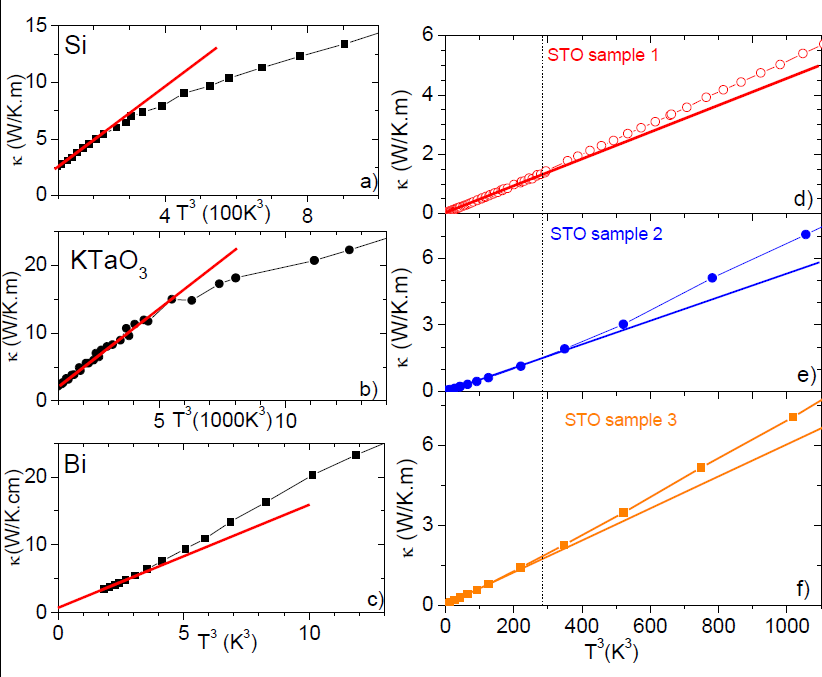 Si
15
10
5
0
κ (W/K.m)
4 T³ (100K³) 8
a)
KTaO₃
20
10
0
κ (W/K.m)
5 T³(1000K³)10
b)
Bi
20
10
0
κ(W/K.cm)
0 5 10
T³ (K³)
c)
STO sample 1
6
4
2
0
κ (W/K.m)
d)
STO sample 2
6
3
0
κ (W/K.m)
e)
STO sample 3
6
3
0
κ (W/K.m)
f)
0 200 400 600 800 1000
T³(K³)